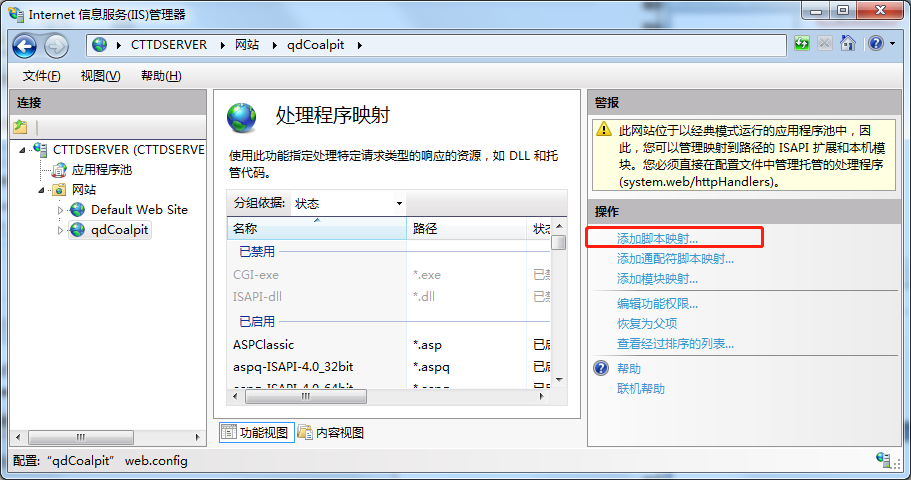 Internet 信息服务(IIS)管理器
CTTDSERVER 网站 qdCoalpit
文件(F) 视图(V) 帮助(H)
连接
CTTDSERVER (CTTDSERVE
应用程序池
网站
Default Web Site
qdCoalpit
处理程序映射
使用此功能指定处理特定请求类型的响应的资源，如 DLL 和托
管代码。
分组依据: 状态
名称 路径 状态
已禁用
CGI-exe *.exe 已禁
ISAPI-dll *.dll 已禁
已启用
ASPClassic *.asp 已启
aspq-ISAPI-4.0_32bit *.aspq 已启
aspq-ISAPI-4.0_64bit *.aspq 已启
功能视图 内容视图
警报
此网站位于以经典模式运行的应用程序池中，因
此，您可以管理映射到路径的 ISAPI 扩展和本机模
块。您必须直接在配置文件中管理托管的处理程序
(system.web/httpHandlers)。
操作
添加脚本映射...
添加通配符脚本映射...
添加模块映射...
编辑功能权限...
恢复为父项
查看经过排序的列表...
帮助
联机帮助
配置: “qdCoalpit” web.config